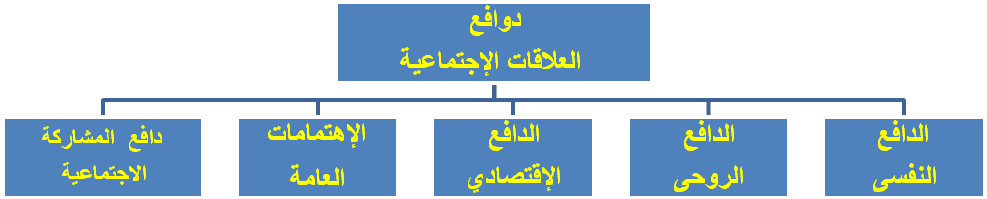 دوافع
العلاقات الإجتماعية
الدافع
النفسى
الدافع
الروحى
الدافع
الإقتصادي
الإهتمامات
العامة
دافع المشاركة
الاجتماعية